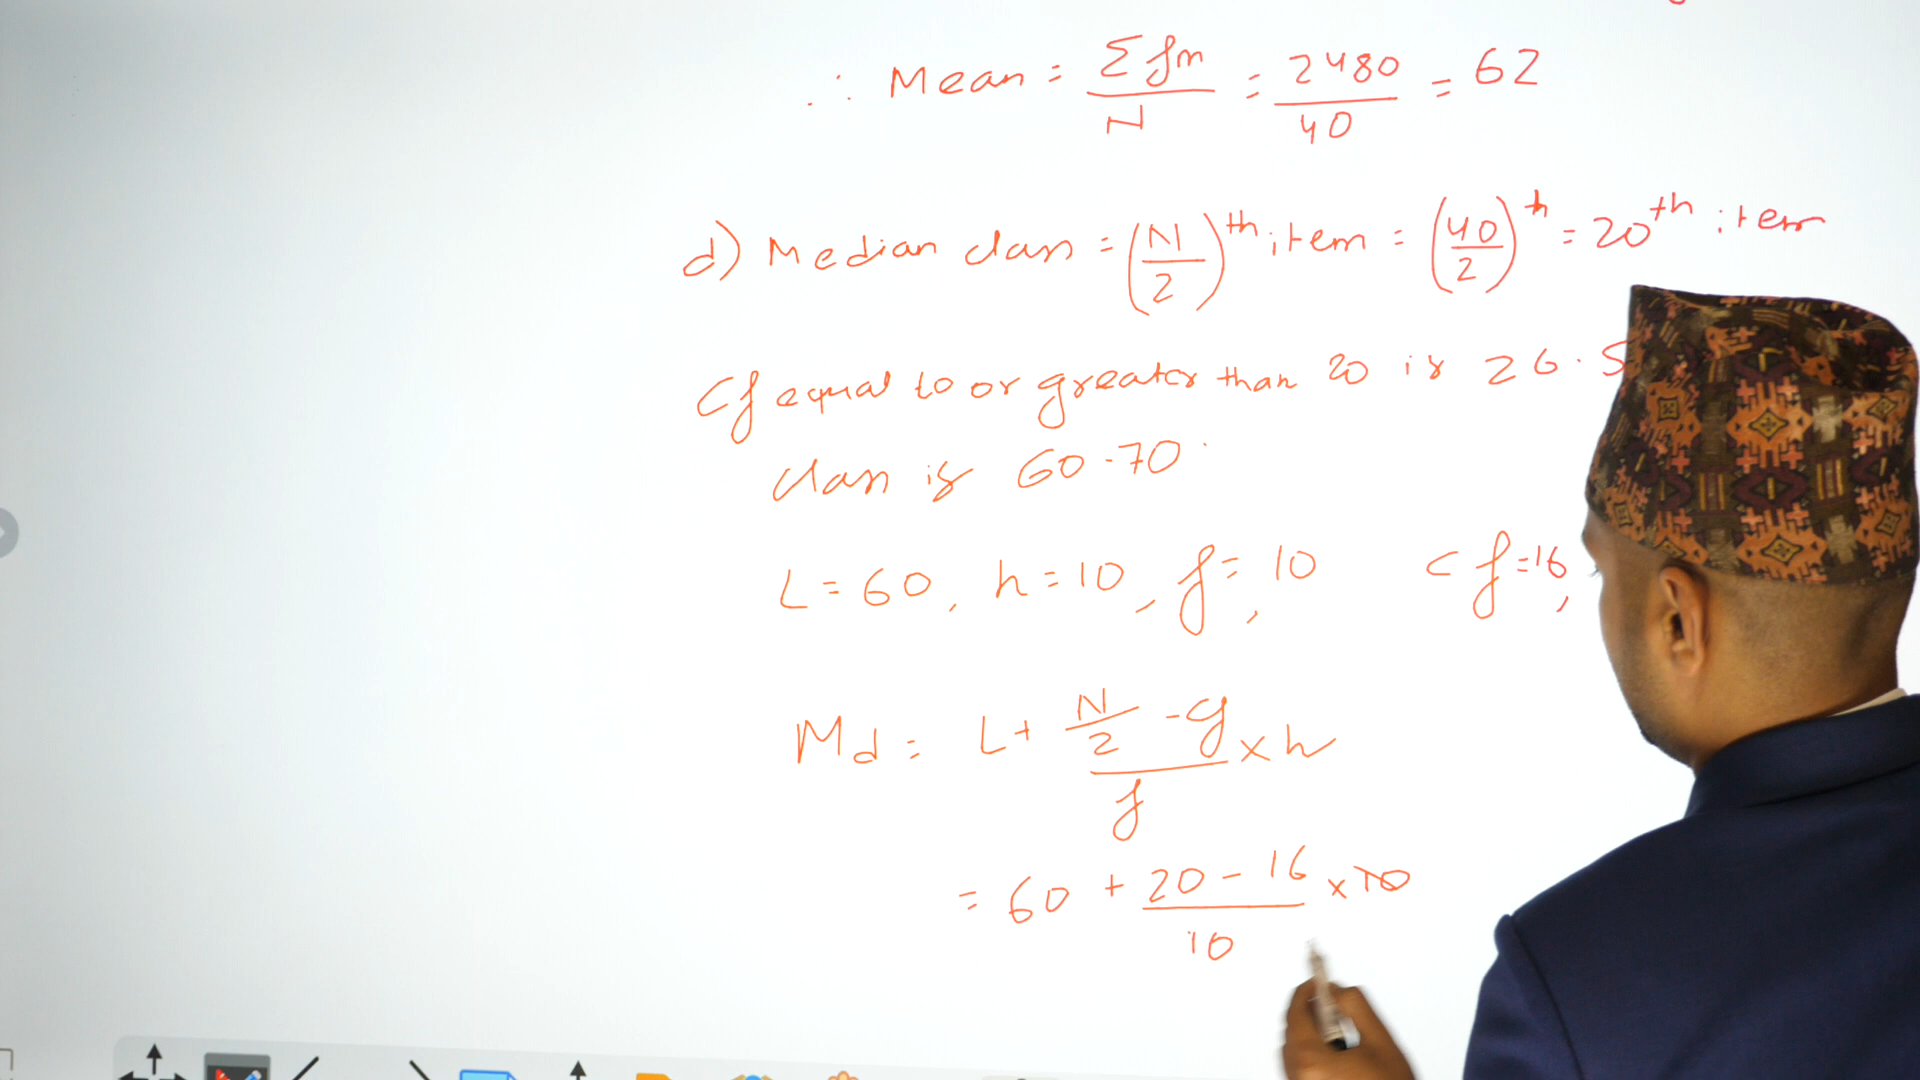 ∴ Mean = Σfm/N = 2480/40 = 62
d) Median class = (N/2)th item = (40/2)th = 20th item
Cf equal to or greater than 20 is 26. S
class is 60-70.
L = 60, h = 10, f = 10, cf = 16,
Md = L + (N/2 - cf)/f × h
= 60 + (20 - 16)/10 × 10